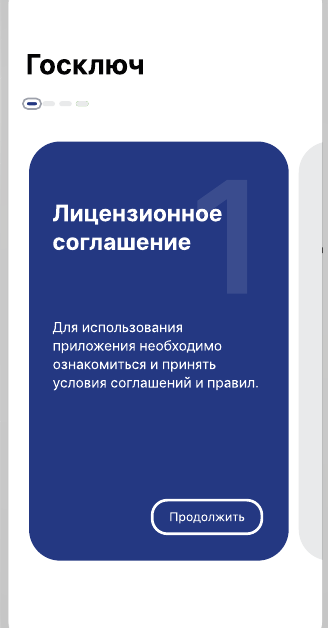 Госключ
1
Лицензионное
соглашение
Для использования
приложения необходимо
ознакомиться и принять
условия соглашений и правил.
Продолжить